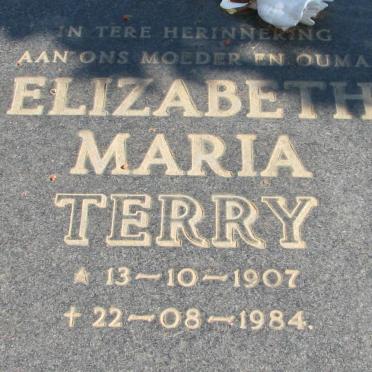 IN TERE HERINNERING
AAN ONS MOEDER EN OUMA
ELIZABETH
MARIA
TERRY
☆ 13-10-1907
✝ 22-08-1984.